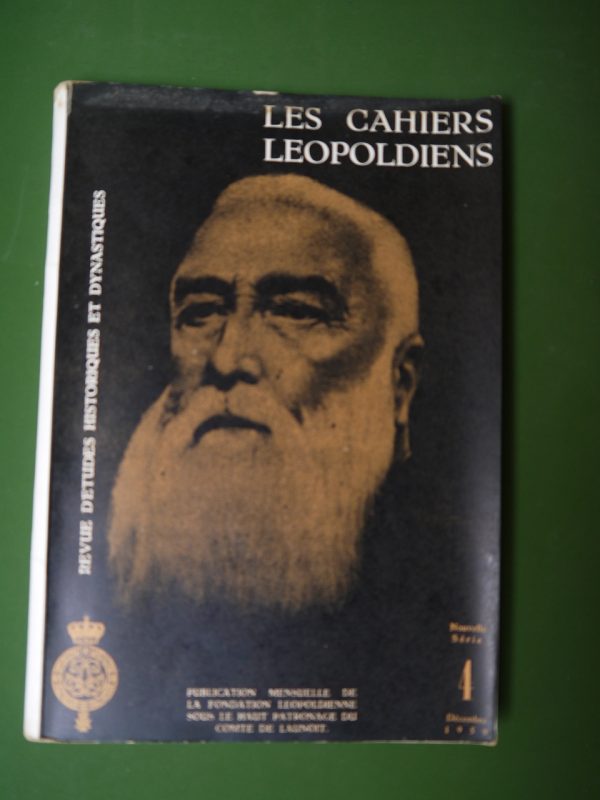 LES CAHIERS
LEOPOLDIENS
REVUE D'ETUDES HISTORIQUES ET DYNASTIQUES
Nouvelle
Série
4
Décembre
1959
PUBLICATION MENSUELLE DE
LA FONDATION LEOPOLDIENNE
SOUS LE HAUT PATRONAGE DU
COMTE DE LAUNOIT.